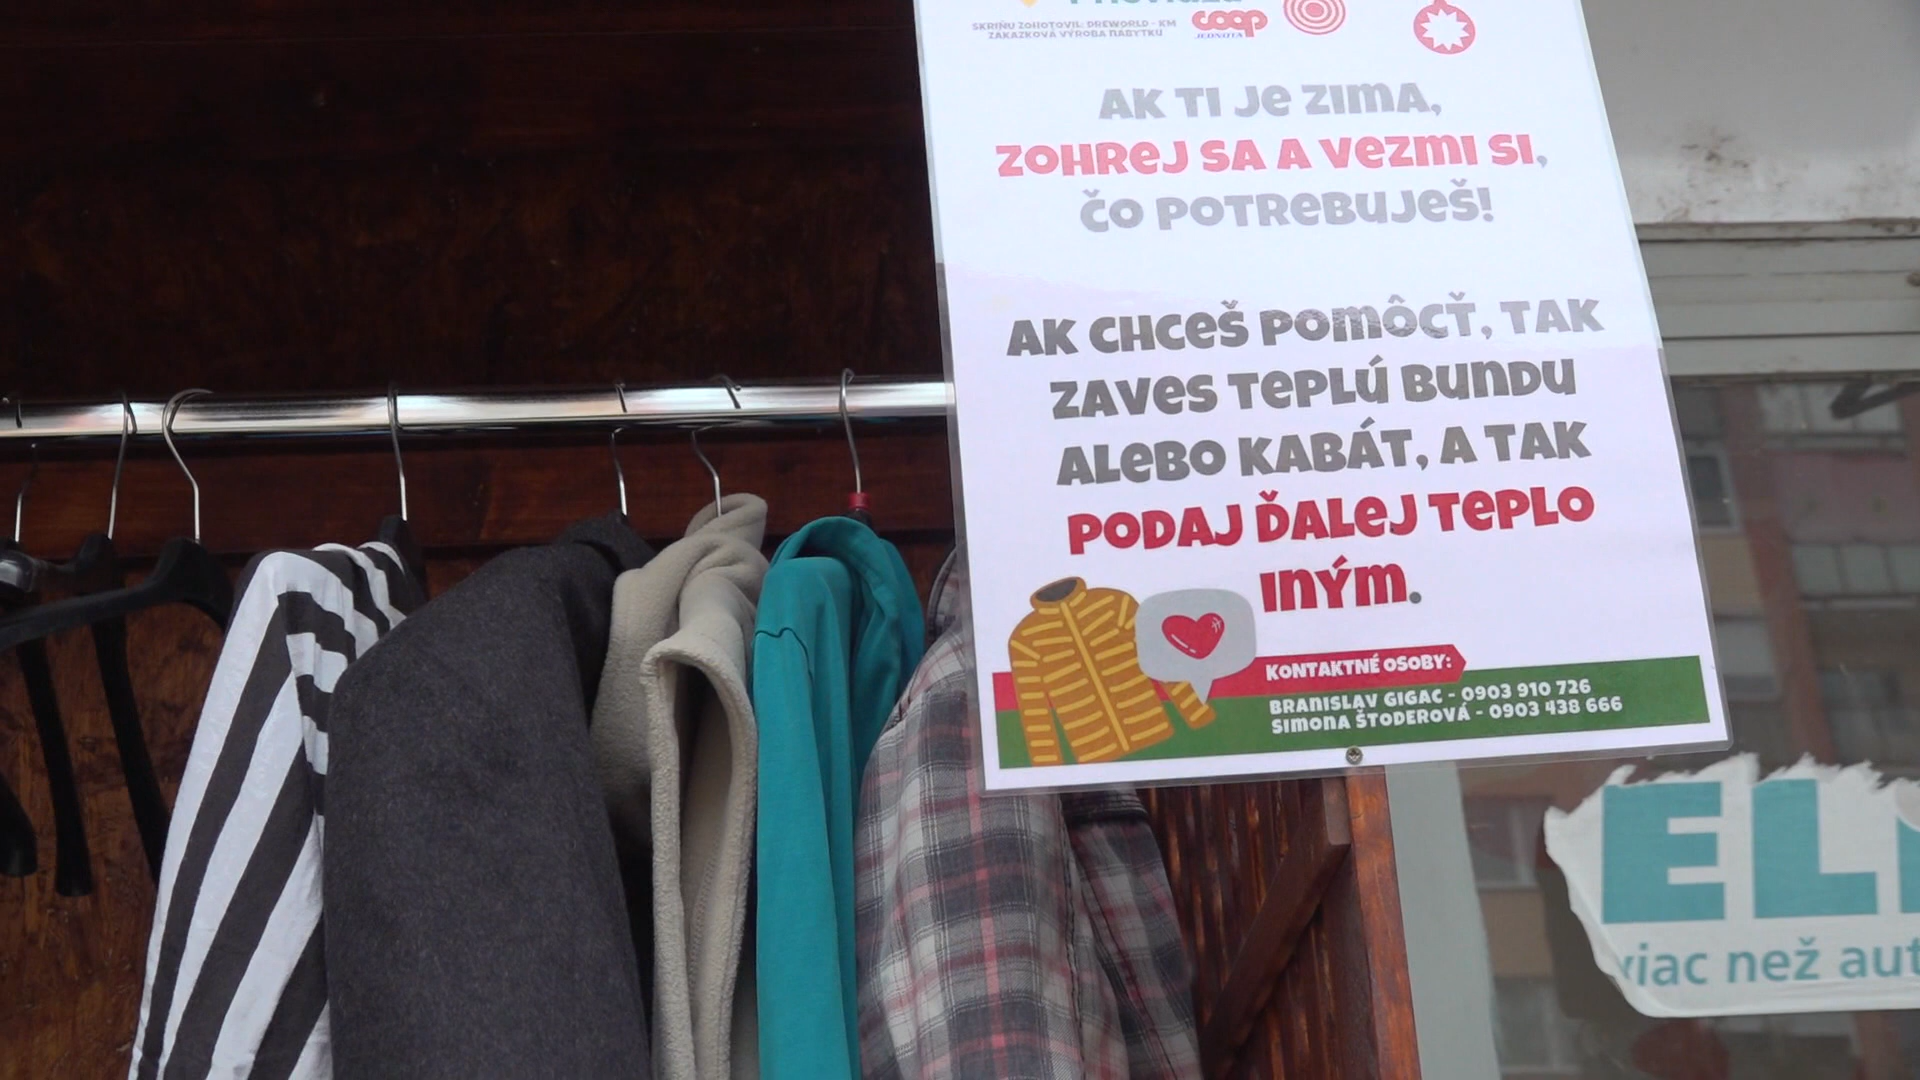 SKRIŇU ZOHOTOVIL: DREWORLD - KM
ZAKAZKOVÁ VÝROBA NÁBYTKU
coop
JEDNOTA
AK TI JE ZIMA,
ZOHREJ SA A VEZMI SI,
ČO POTREBUJEŠ!
AK CHCEŠ POMÔCŤ, TAK
ZAVES TEPLÚ BUNDU
ALEBO KABÁT, A TAK
PODAJ ĎALEJ TEPLO
INÝM.
KONTAKTNÉ OSOBY:
BRANISLAV GIGAC - 0903 910 726
SIMONA ŠTODEROVÁ - 0903 438 666
EL
viac než aut